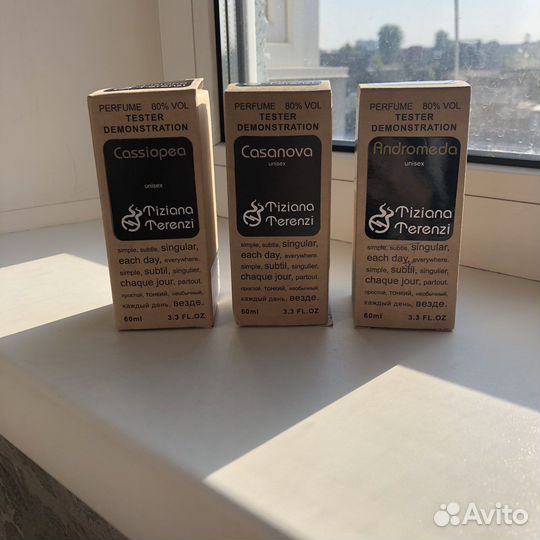 PERFUME 80% VOL
TESTER
DEMONSTRATION
Cassiopea
unisex
Tiziana
Terenzi
simple, subtle, singular,
each day, everywhere.
simple, subtil, singulier,
chaque jour, partout.
простой, тонкий, необычный,
каждый день, везде.
60ml 3.3 FL.OZ
PERFUME 80% VOL
TESTER
DEMONSTRATION
Casanova
unisex
Tiziana
Terenzi
simple, subtle, singular,
each day, everywhere.
simple, subtil, singulier,
chaque jour, partout.
простой, тонкий, необычный,
каждый день, везде.
60ml 3.3 FL.OZ
PERFUME 80% VOL
TESTER
DEMONSTRATION
Andromeda
unisex
Tiziana
Terenzi
simple, subtle, singular,
each day, everywhere.
simple, subtil, singulier,
chaque jour, partout.
простой, тонкий, необычный,
каждый день, везде.
60ml 3.3 FL.OZ
Avito